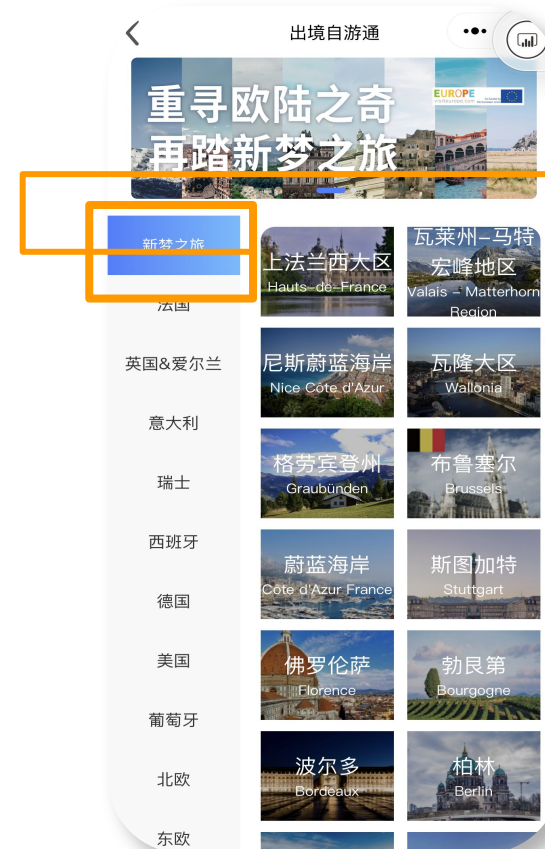 出境自游通
重寻欧陆之奇
再踏新梦之旅
EUROPE
visiteurope.com
新梦之旅
法国
英国&爱尔兰
意大利
瑞士
西班牙
德国
美国
葡萄牙
北欧
东欧
上法兰西大区
Hauts-de-France
瓦莱州-马特
宏峰地区
Valais - Matterhorn
Region
尼斯蔚蓝海岸
Nice Côte d'Azur
瓦隆大区
Wallonia
格劳宾登州
Graubünden
布鲁塞尔
Brussels
蔚蓝海岸
Côte d'Azur France
斯图加特
Stuttgart
佛罗伦萨
Florence
勃艮第
Bourgogne
波尔多
Bordeaux
柏林
Berlin